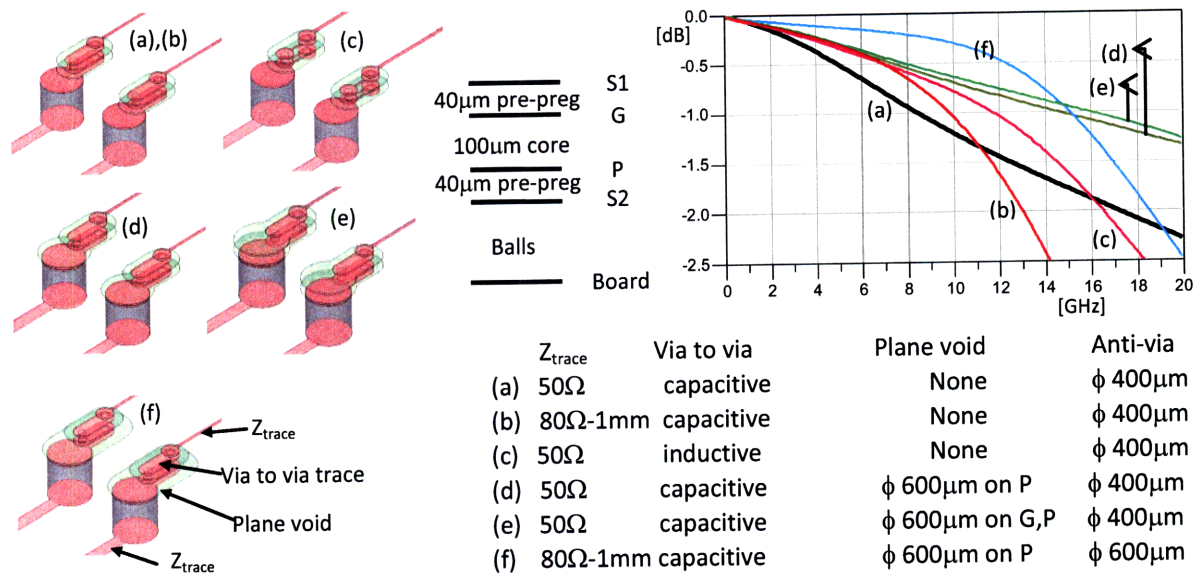 (a),(b)
(c)
(d)
(e)
(f)
Z_trace
Via to via trace
Plane void
Z_trace
S1
40μm pre-preg
G
100μm core
P
40μm pre-preg
S2
Balls
Board
[dB]
0.0
-0.5
-1.0
-1.5
-2.0
-2.5
(f)
(d)
(e)
(a)
(b)
(c)
0 2 4 6 8 10 12 14 16 18 20
[GHz]
Z_trace Via to via Plane void Anti-via
(a) 50Ω capacitive None ϕ 400μm
(b) 80Ω-1mm capacitive None ϕ 400μm
(c) 50Ω inductive None ϕ 400μm
(d) 50Ω capacitive ϕ 600μm on P ϕ 400μm
(e) 50Ω capacitive ϕ 600μm on G,P ϕ 400μm
(f) 80Ω-1mm capacitive ϕ 600μm on P ϕ 600μm